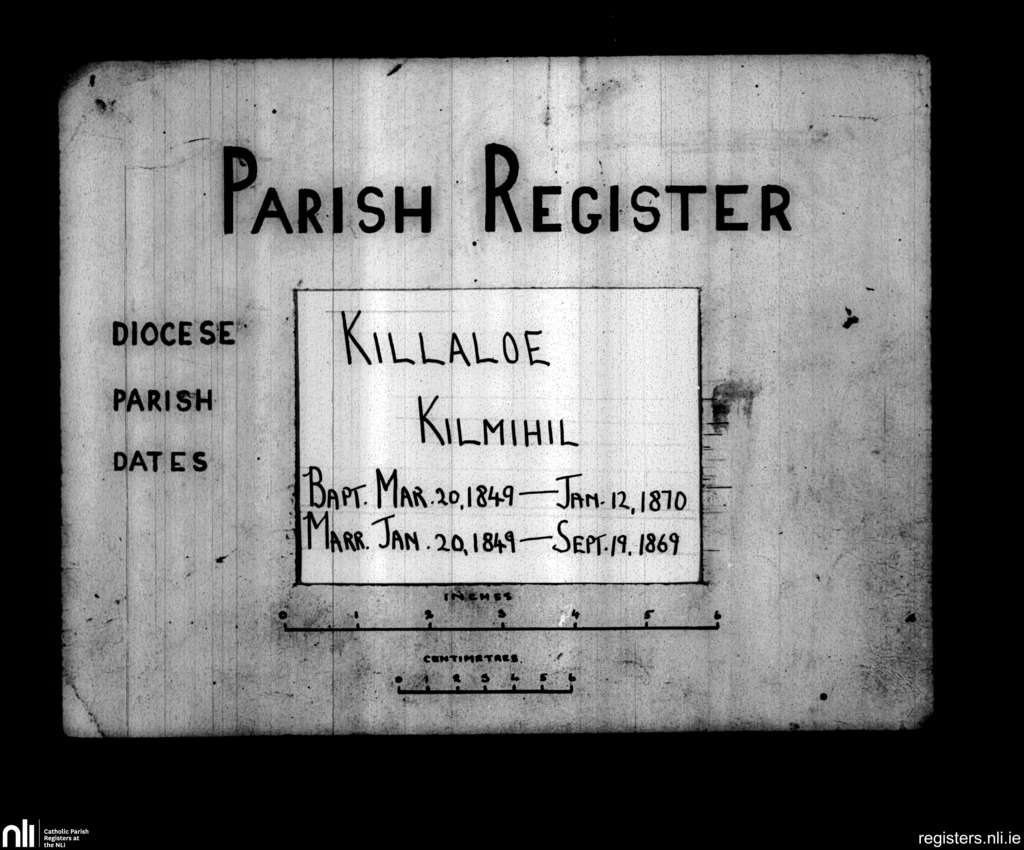 PARISH REGISTER
DIOCESE KILLALOE
PARISH KILMIHIL
DATES
BAPT. MAR. 20, 1849 — JAN. 12, 1870
MARR. JAN. 20, 1849 — SEPT. 19, 1869
INCHES
0 1 2 3 4 5 6
CENTIMETRES
0 1 2 3 4 5 6
nli Catholic Parish
Registers at
the NLI
registers.nli.ie